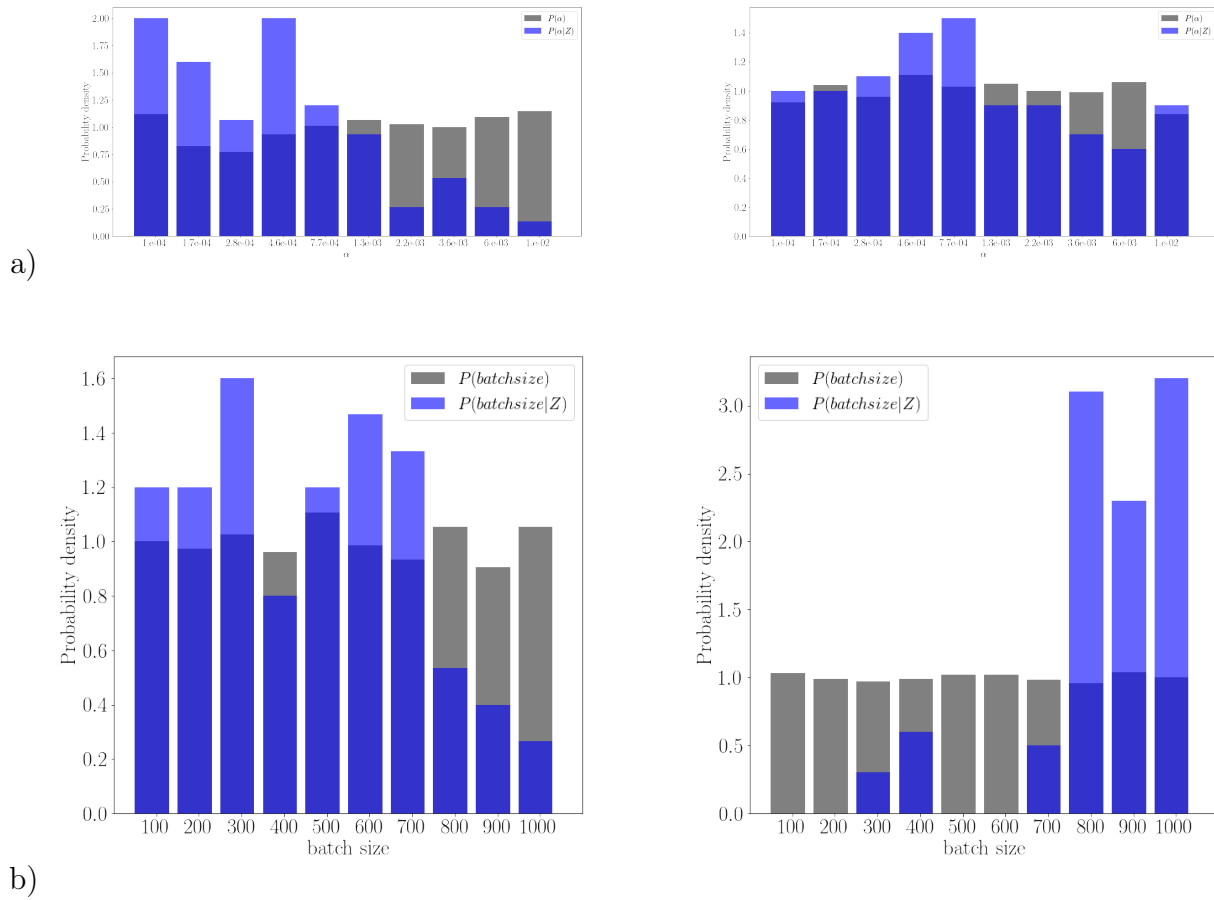 2.00
1.75
1.50
1.25
1.00
0.75
0.50
0.25
0.00
Probability density
P(α)
P(α|Z)
1.e-04 1.7e-04 2.8e-04 4.6e-04 7.7e-04 1.3e-03 2.2e-03 3.6e-03 6.e-03 1.e-02
α
1.4
1.2
1.0
0.8
0.6
0.4
0.2
0.0
Probability density
P(α)
P(α|Z)
1.e-04 1.7e-04 2.8e-04 4.6e-04 7.7e-04 1.3e-03 2.2e-03 3.6e-03 6.e-03 1.e-02
α
a)
1.6
1.4
1.2
1.0
0.8
0.6
0.4
0.2
0.0
Probability density
P(batchsize)
P(batchsize|Z)
100 200 300 400 500 600 700 800 900 1000
batch size
3.0
2.5
2.0
1.5
1.0
0.5
0.0
Probability density
P(batchsize)
P(batchsize|Z)
100 200 300 400 500 600 700 800 900 1000
batch size
b)